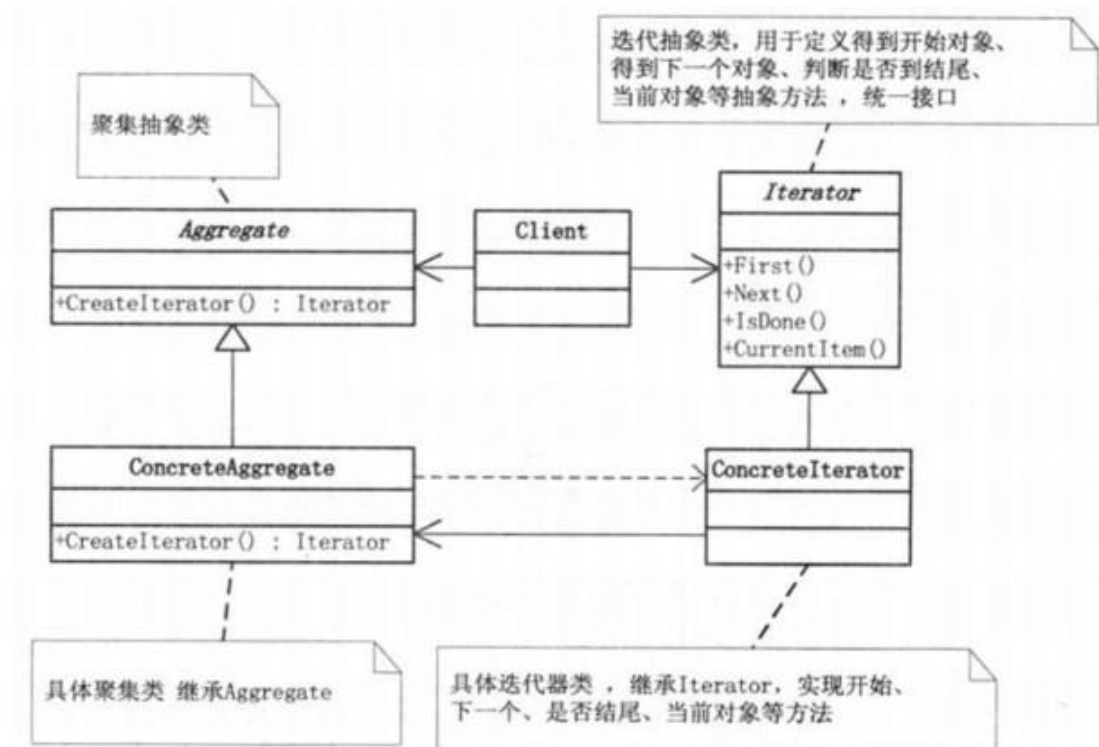 迭代抽象类，用于定义得到开始对象、
得到下一个对象、判断是否到结尾、
当前对象等抽象方法 ，统一接口
聚集抽象类
Aggregate
+CreateIterator() : Iterator
Client
Iterator
+First()
+Next()
+IsDone()
+CurrentItem()
ConcreteAggregate
+CreateIterator() : Iterator
ConcreteIterator
具体聚集类 继承Aggregate
具体迭代器类 ，继承Iterator，实现开始、
下一个、是否结尾、当前对象等方法